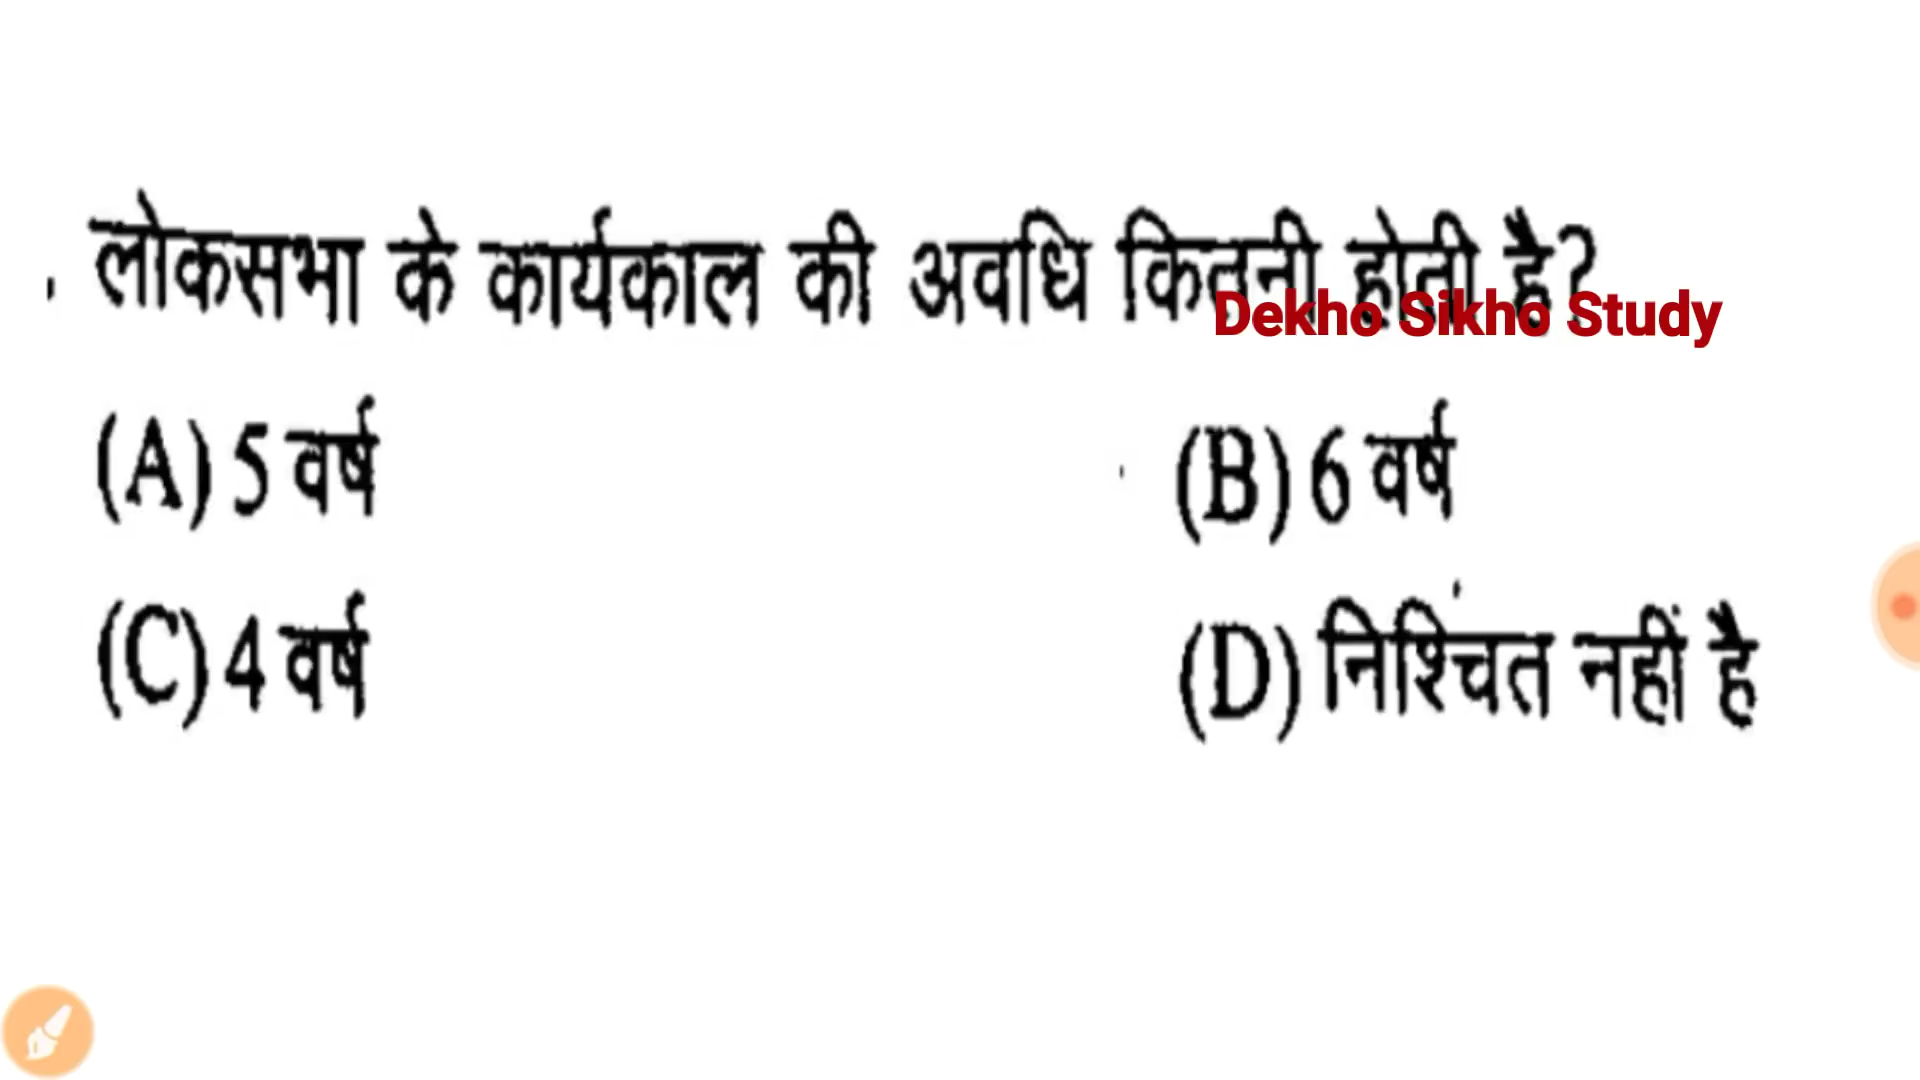 लोकसभा के कार्यकाल की अवधि कितनी होती है?
Dekho Sikho Study
(A) 5 वर्ष (B) 6 वर्ष
(C) 4 वर्ष (D) निश्चिंत नहीं है